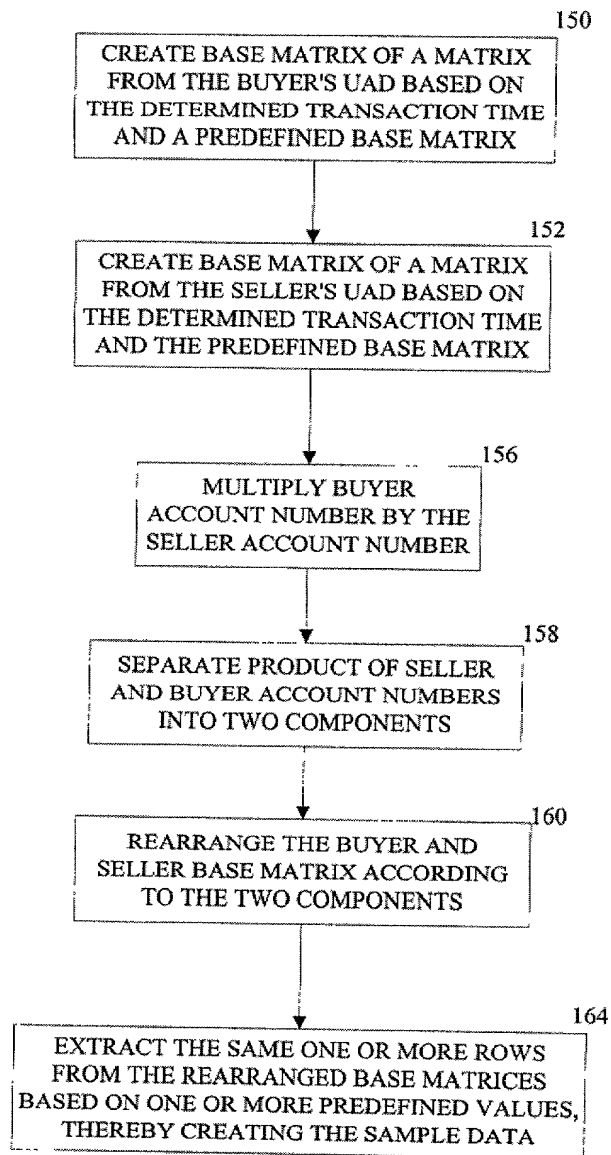 150
CREATE BASE MATRIX OF A MATRIX
FROM THE BUYER'S UAD BASED ON
THE DETERMINED TRANSACTION TIME
AND A PREDEFINED BASE MATRIX
152
CREATE BASE MATRIX OF A MATRIX
FROM THE SELLER'S UAD BASED ON
THE DETERMINED TRANSACTION TIME
AND THE PREDEFINED BASE MATRIX
156
MULTIPLY BUYER
ACCOUNT NUMBER BY THE
SELLER ACCOUNT NUMBER
158
SEPARATE PRODUCT OF SELLER
AND BUYER ACCOUNT NUMBERS
INTO TWO COMPONENTS
160
REARRANGE THE BUYER AND
SELLER BASE MATRIX ACCORDING
TO THE TWO COMPONENTS
164
EXTRACT THE SAME ONE OR MORE ROWS
FROM THE REARRANGED BASE MATRICES
BASED ON ONE OR MORE PREDEFINED VALUES,
THEREBY CREATING THE SAMPLE DATA